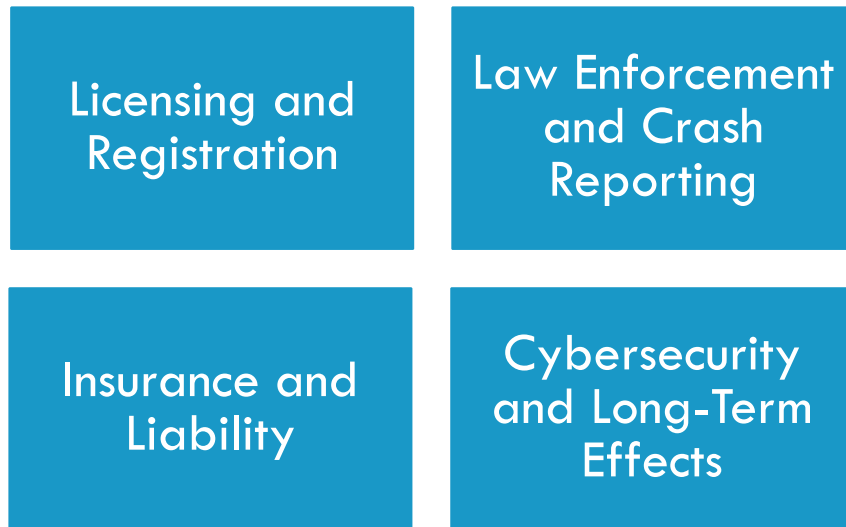 Licensing and
Registration
Law Enforcement
and Crash
Reporting
Insurance and
Liability
Cybersecurity
and Long-Term
Effects